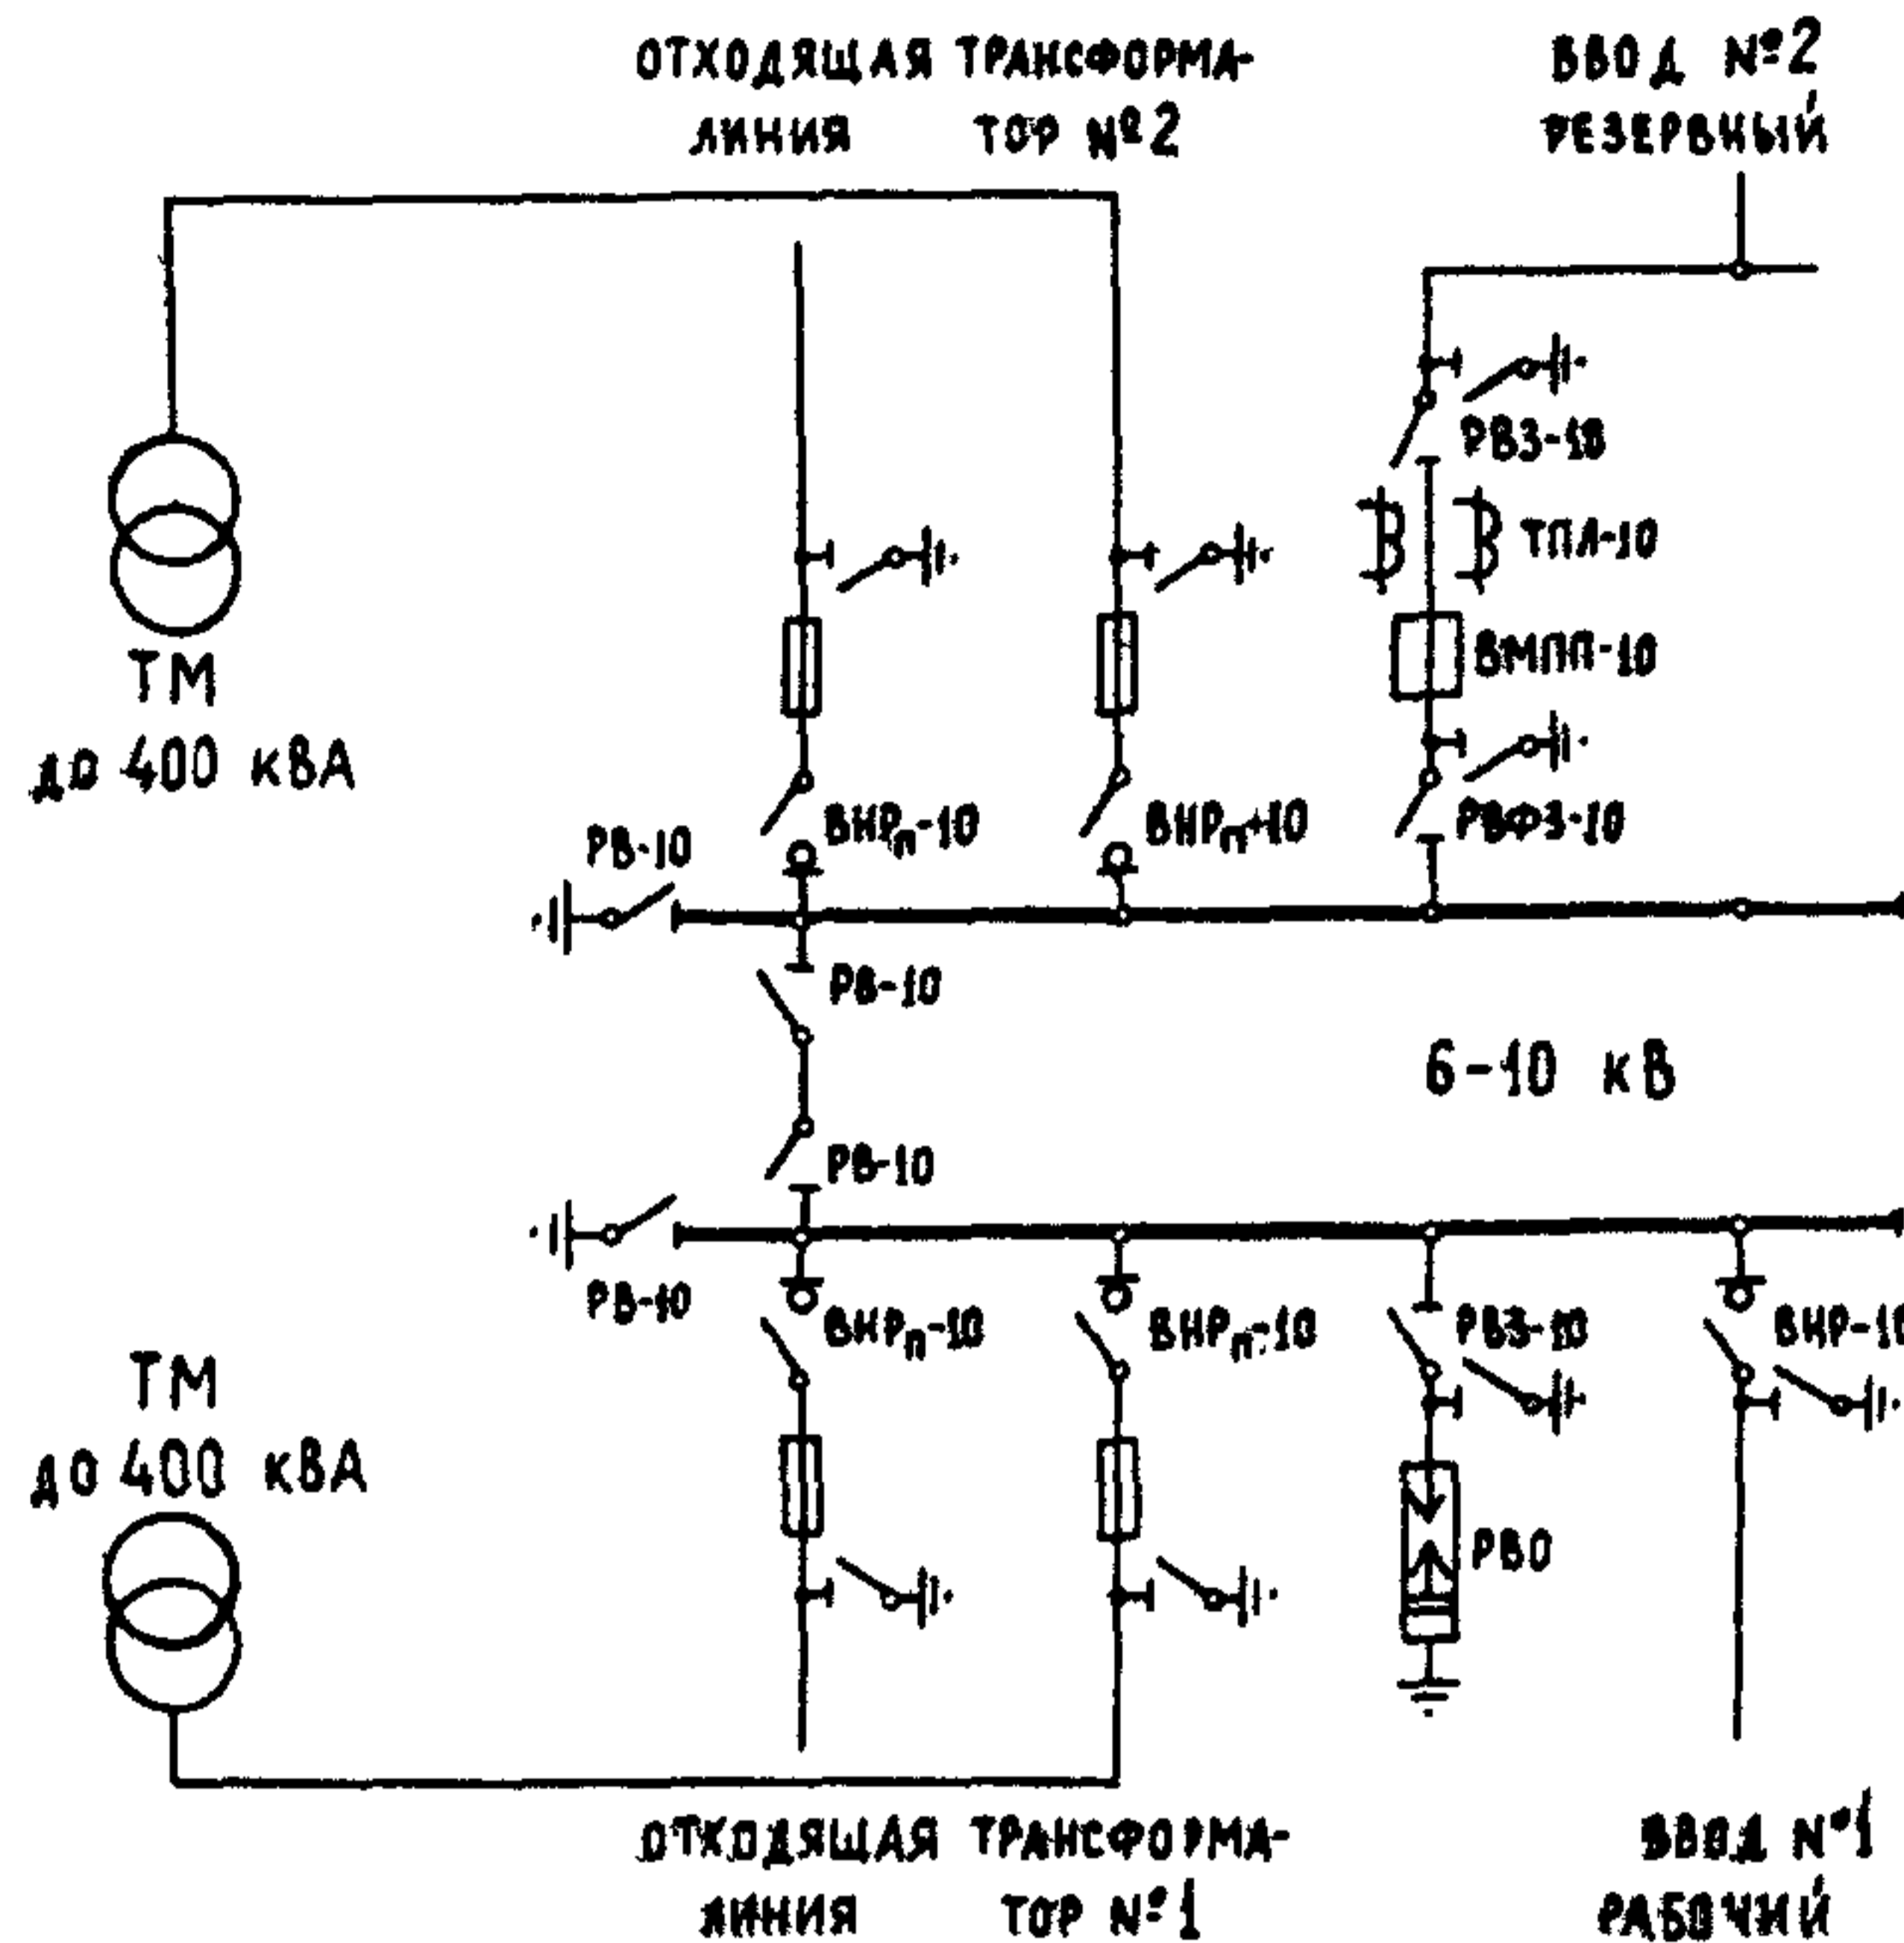 ОТХОДЯЩАЯ ТРАНСФОРМА-
ЛИНИЯ ТОР №2
ВВОД №2
РЕЗЕРВНЫЙ
РВЗ-10
ТПЛ-10
ТМ
до 400 кВА
ВМПП-10
РВ-10
ВНРп-10
ВНРп-10
РВФЗ-10
РВ-10
6-10 кВ
РВ-10
РВ-10
ВНРп-10
ВНРп-10
РВЗ-10
ВНР-10
ТМ
до 400 кВА
РВО
ОТХОДЯЩАЯ ТРАНСФОРМА-
ЛИНИЯ ТОР №1
ВВОД №1
РАБОЧИЙ